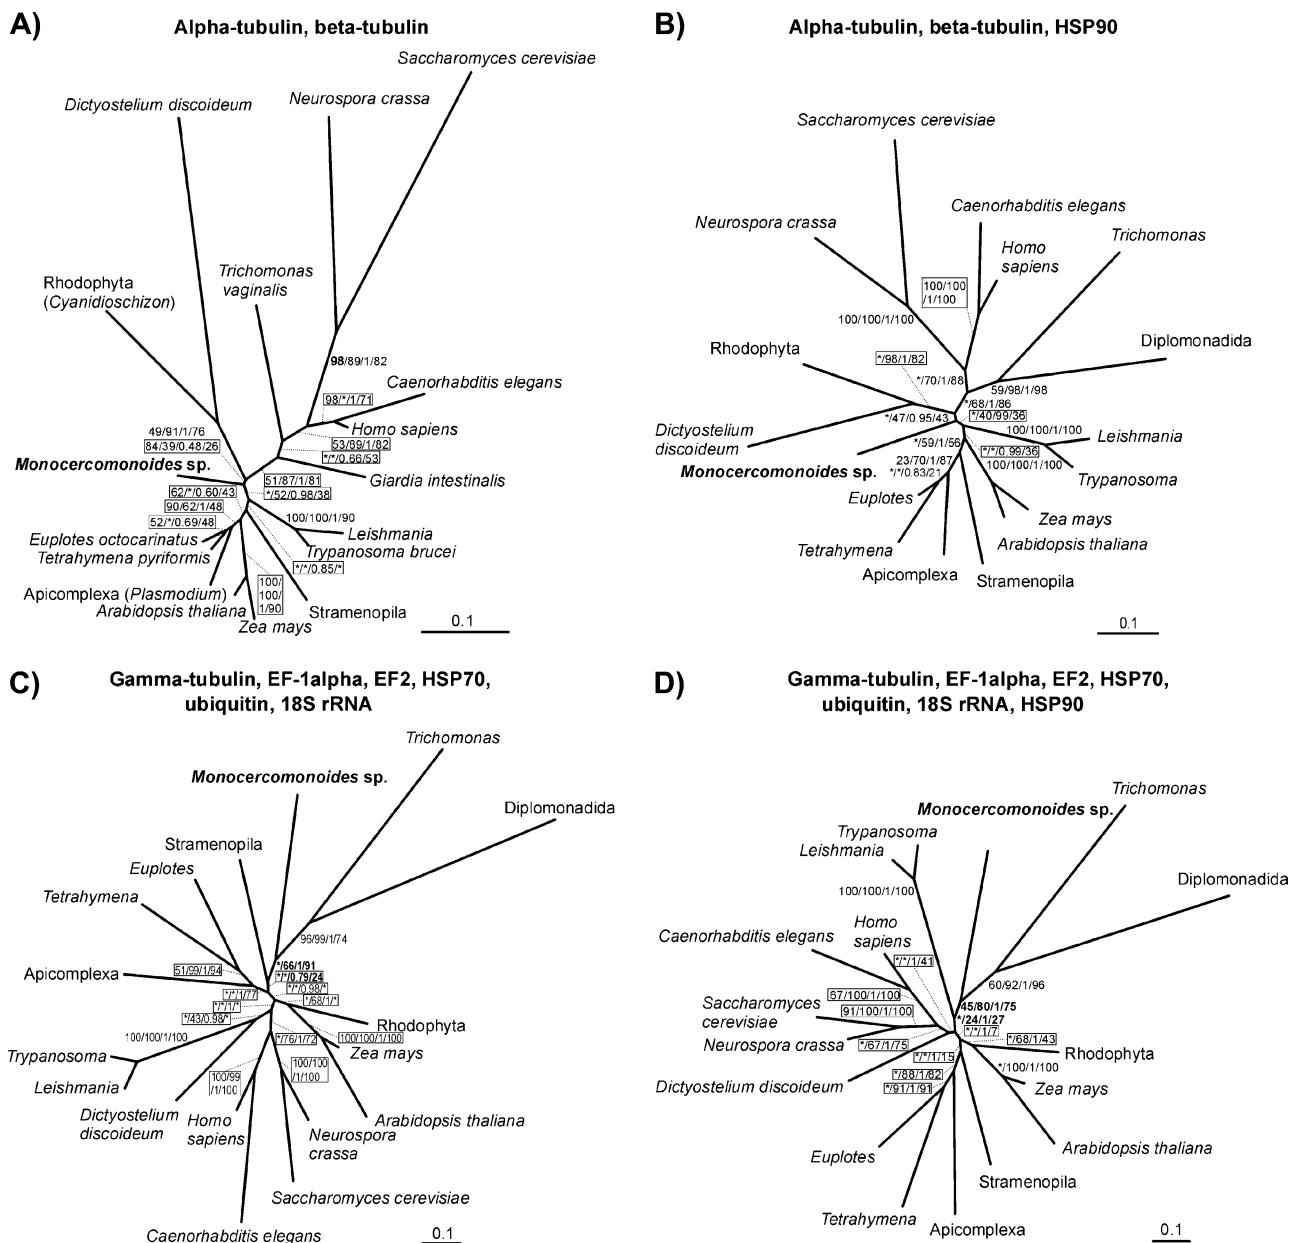 A)
Alpha-tubulin, beta-tubulin
Saccharomyces cerevisiae
Neurospora crassa
Dictyostelium discoideum
Trichomonas
vaginalis
Rhodophyta
(Cyanidioschizon)
98/89/1/82
Caenorhabditis elegans
98/*/1/71
Homo sapiens
49/91/1/76
84/39/0.48/26
53/89/1/82
*/*/0.66/53
Monocercomonoides sp.
Giardia intestinalis
51/87/1/81
*/52/0.98/38
62/*/0.60/43
90/62/1/48
52/*/0.69/48
100/100/1/90
Leishmania
Euplotes octocarinatus
Trypanosoma brucei
Tetrahymena pyriformis
*/*/0.85/*
Apicomplexa (Plasmodium)
100/
100/
1/90
Arabidopsis thaliana
Stramenopila
Zea mays
0.1
B)
Alpha-tubulin, beta-tubulin, HSP90
Saccharomyces cerevisiae
Caenorhabditis elegans
Neurospora crassa
Trichomonas
Homo
sapiens
100/100
/1/100
100/100/1/100
Rhodophyta
Diplomonadida
*/98/1/82
*/70/1/88
59/98/1/98
*/68/1/86
*/47/0.95/43
*/40/99/36
Dictyostelium
discoideum
100/100/1/100
Leishmania
*/59/1/56
*/*/0.99/36
Monocercomonoides sp.
23/70/1/87
100/100/1/100
*/*/0.83/21
Trypanosoma
Euplotes
Zea mays
Tetrahymena
Arabidopsis thaliana
Apicomplexa
Stramenopila
0.1
C)
Gamma-tubulin, EF-1alpha, EF2, HSP70,
ubiquitin, 18S rRNA
Trichomonas
Monocercomonoides sp.
Diplomonadida
Stramenopila
Euplotes
Tetrahymena
96/99/1/74
Apicomplexa
51/99/1/94
*/66/1/91
*/*/0.79/24
*/*/0.98/*
*/68/1/*
*/*/1/77
*/*/1/*
*/43/0.98/*
Rhodophyta
100/100/1/100
*/76/1/72
100/100/1/100
Zea mays
Trypanosoma
Leishmania
100/99
/1/100
100/100
/1/100
Dictyostelium
discoideum
Homo
sapiens
Neurospora
crassa
Arabidopsis thaliana
Saccharomyces cerevisiae
Caenorhabditis elegans
0.1
D)
Gamma-tubulin, EF-1alpha, EF2, HSP70,
ubiquitin, 18S rRNA, HSP90
Trichomonas
Monocercomonoides sp.
Trypanosoma
Leishmania
Diplomonadida
100/100/1/100
Homo
sapiens
Caenorhabditis elegans
*/*/1/41
60/92/1/96
67/100/1/100
Saccharomyces
cerevisiae
91/100/1/100
45/80/1/75
*/24/1/27
*/*/1/7
Neurospora crassa
*/67/1/75
*/68/1/43
Rhodophyta
*/*/1/15
*/88/1/82
*/91/1/91
*/100/1/100
Dictyostelium discoideum
Zea mays
Euplotes
Arabidopsis thaliana
Stramenopila
Tetrahymena
Apicomplexa
0.1